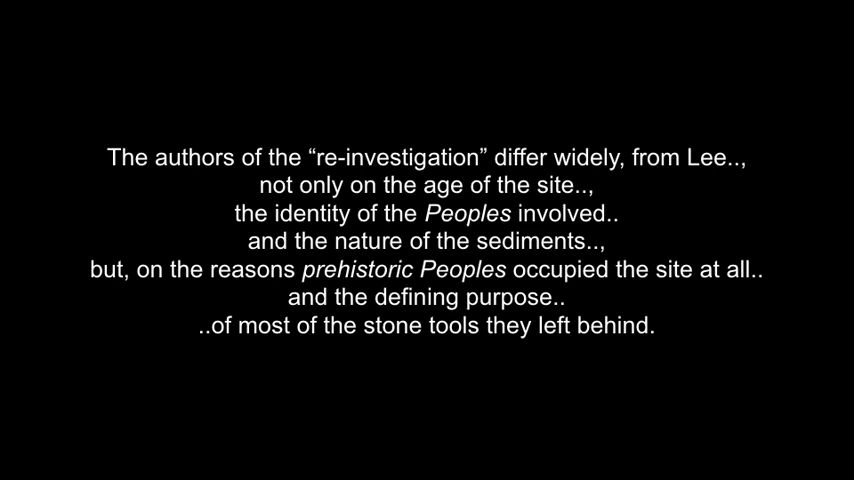 The authors of the “re-investigation” differ widely, from Lee..,
not only on the age of the site..,
the identity of the Peoples involved..
and the nature of the sediments..,
but, on the reasons prehistoric Peoples occupied the site at all..
and the defining purpose..
..of most of the stone tools they left behind.